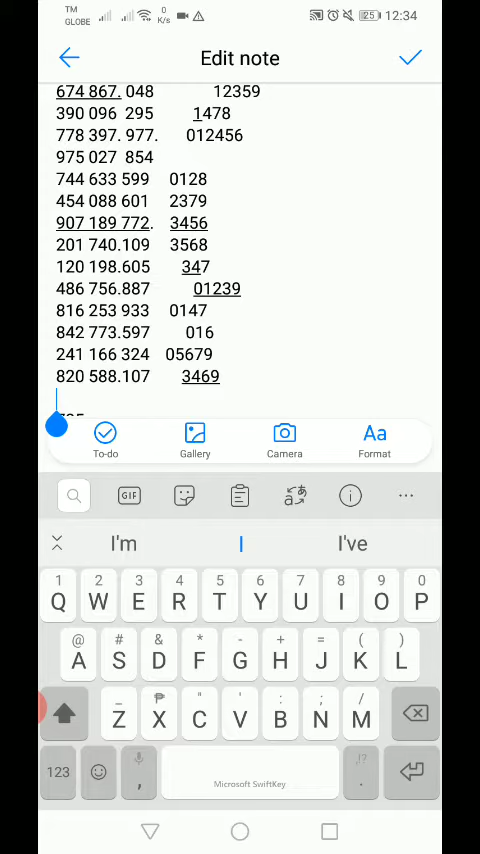 TM
GLOBE
0
K/s
25
12:34
Edit note
674 867. 048 12359
390 096 295 1478
778 397. 977. 012456
975 027 854
744 633 599 0128
454 088 601 2379
907 189 772. 3456
201 740.109 3568
120 198.605 347
486 756.887 01239
816 253 933 0147
842 773.597 016
241 166 324 05679
820 588.107 3469
To-do Gallery Camera Aa Format
GIF
I'm I I've
1 2 3 4 5 6 7 8 9 0
Q W E R T Y U I O P
@ # & * - + = ( )
A S D F G H J K L
_ ₱ " ' : ; /
Z X C V B N M
123 , Microsoft SwiftKey ,!? .